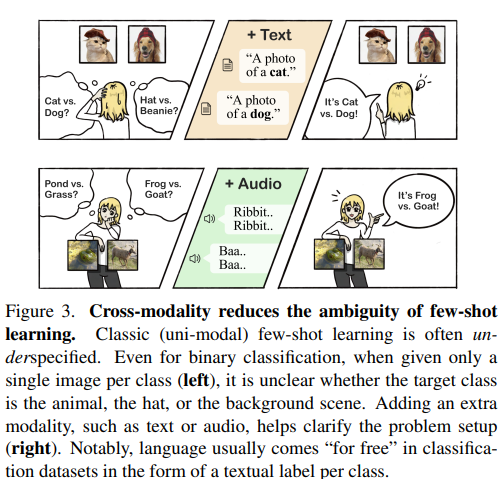 + Text
"A photo
of a cat."
"A photo
of a dog."
Cat vs.
Dog?
Hat vs.
Beanie?
It's Cat
vs. Dog!
+ Audio
Pond vs.
Grass?
Frog vs.
Goat?
Ribbit..
Ribbit..
Baa..
Baa..
It's Frog
vs. Goat!
Figure 3. Cross-modality reduces the ambiguity of few-shot
learning. Classic (uni-modal) few-shot learning is often un-
derspecified. Even for binary classification, when given only a
single image per class (left), it is unclear whether the target class
is the animal, the hat, or the background scene. Adding an extra
modality, such as text or audio, helps clarify the problem setup
(right). Notably, language usually comes "for free" in classifica-
tion datasets in the form of a textual label per class.